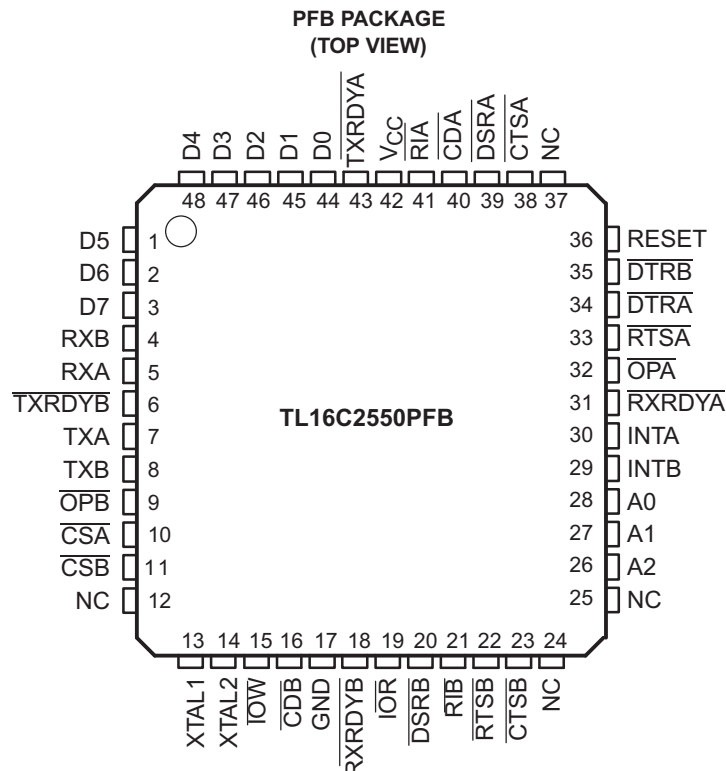 PFB PACKAGE
(TOP VIEW)
D4
D3
D2
D1
D0
TXRDYA
VCC
RIA
CDA
DSRA
CTSA
NC
48 47 46 45 44 43 42 41 40 39 38 37
D5 1
D6 2
D7 3
RXB 4
RXA 5
TXRDYB 6
TXA 7
TXB 8
OPB 9
CSA 10
CSB 11
NC 12
TL16C2550PFB
36 RESET
35 DTRB
34 DTRA
33 RTSA
32 OPA
31 RXRDYA
30 INTA
29 INTB
28 A0
27 A1
26 A2
25 NC
13 14 15 16 17 18 19 20 21 22 23 24
XTAL1
XTAL2
IOW
CDB
GND
RXRDYB
IOR
DSRB
RIB
RTSB
CTSB
NC